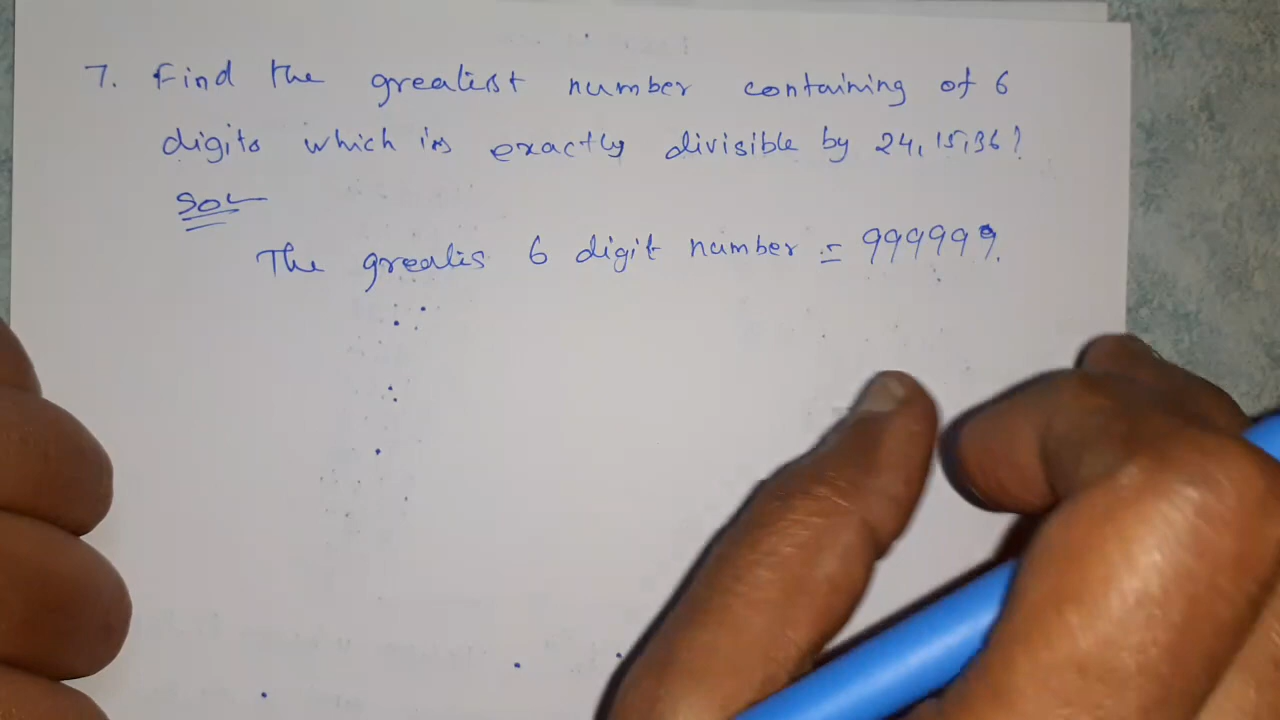 7. Find the greatest number containing of 6
digits which is exactly divisible by 24, 15, 36?
Sol
The greatis 6 digit number = 999999.